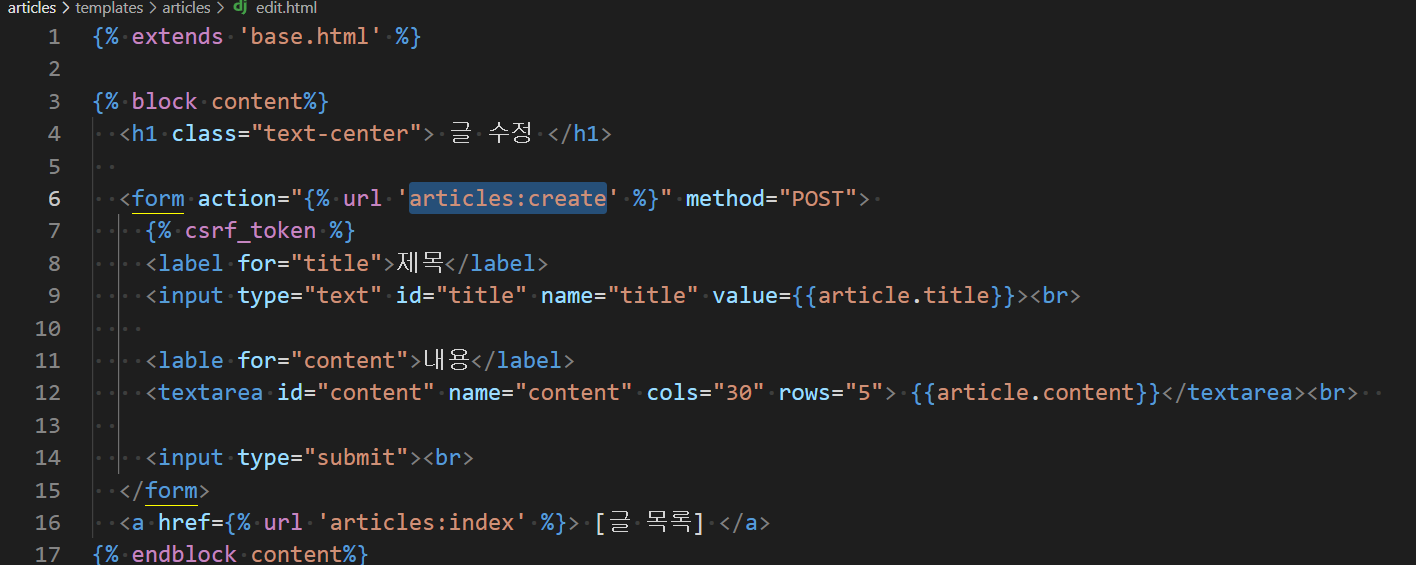 articles > templates > articles > dj edit.html
1 {% extends 'base.html' %}
2
3 {% block content%}
4 <h1 class="text-center"> 글 수정 </h1>
5
6 <form action="{% url 'articles:create' %}" method="POST">
7 {% csrf_token %}
8 <label for="title">제목</label>
9 <input type="text" id="title" name="title" value={{article.title}}><br>
10
11 <lable for="content">내용</label>
12 <textarea id="content" name="content" cols="30" rows="5"> {{article.content}}</textarea><br>
13
14 <input type="submit"><br>
15 </form>
16 <a href={% url 'articles:index' %}> [글 목록] </a>
17 {% endblock content%}